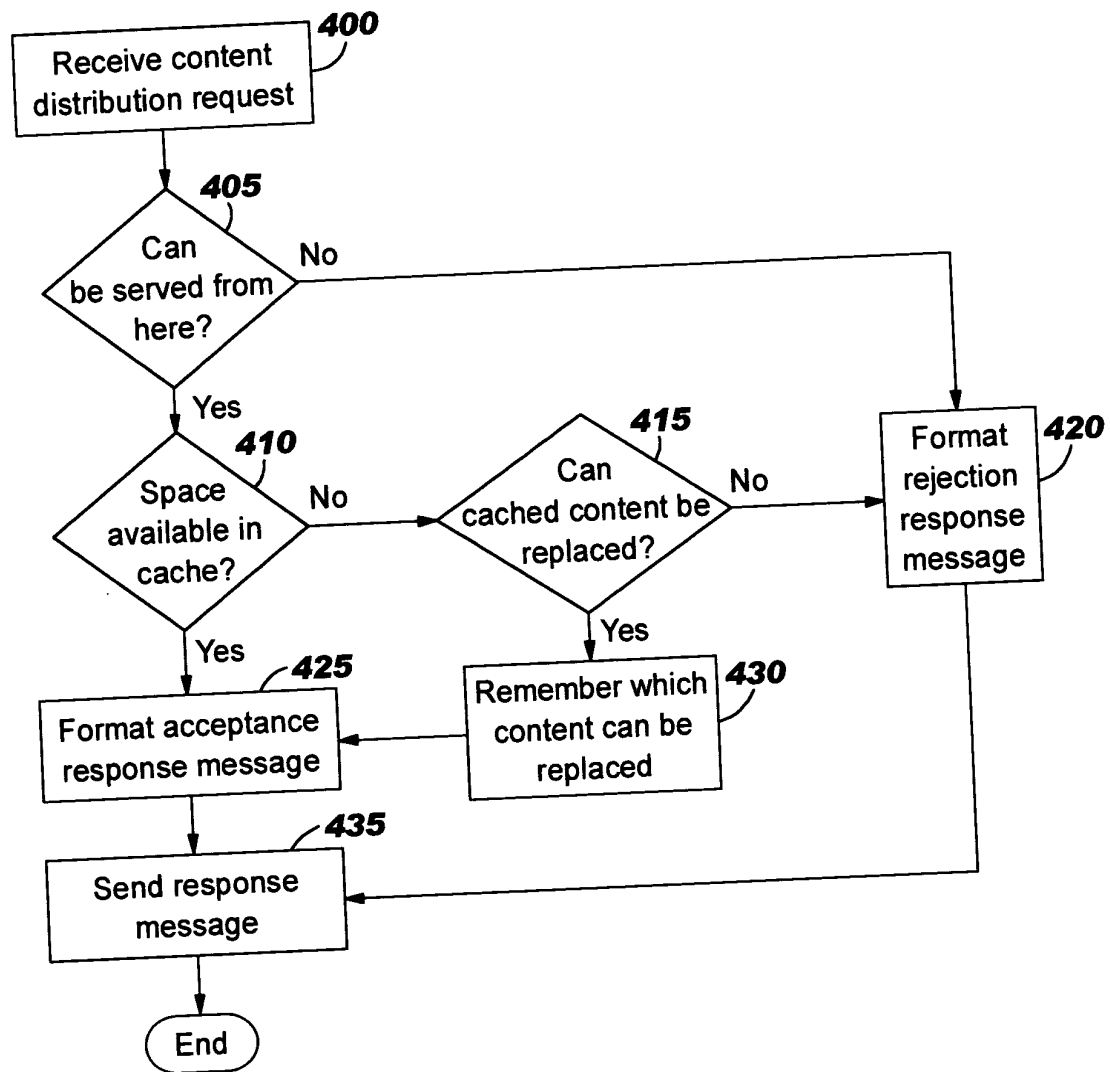 400
Receive content
distribution request
405
Can
be served from
here?
No
Yes
410
Space
available in
cache?
No
415
Can
cached content be
replaced?
No
420
Format
rejection
response
message
Yes
Yes
425
Format acceptance
response message
430
Remember which
content can be
replaced
435
Send response
message
End